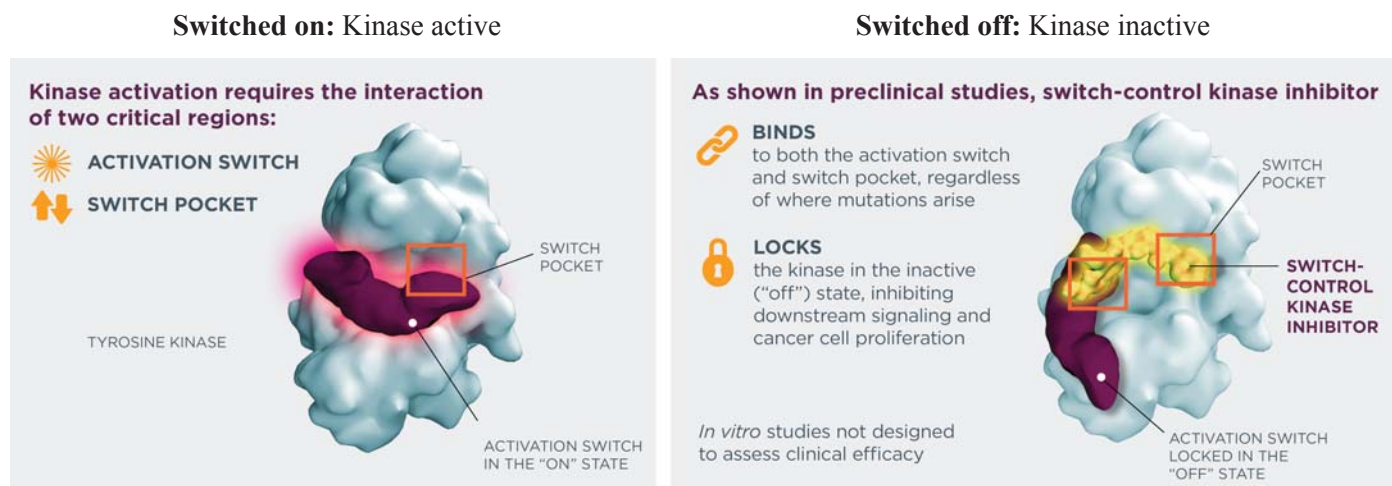 Switched on: Kinase active
Switched off: Kinase inactive
Kinase activation requires the interaction
of two critical regions:
ACTIVATION SWITCH
SWITCH POCKET
SWITCH
POCKET
TYROSINE KINASE
ACTIVATION SWITCH
IN THE "ON" STATE
As shown in preclinical studies, switch-control kinase inhibitor
BINDS
to both the activation switch
and switch pocket, regardless
of where mutations arise
LOCKS
the kinase in the inactive
("off") state, inhibiting
downstream signaling and
cancer cell proliferation
In vitro studies not designed
to assess clinical efficacy
SWITCH
POCKET
SWITCH-
CONTROL
KINASE
INHIBITOR
ACTIVATION SWITCH
LOCKED IN THE
"OFF" STATE